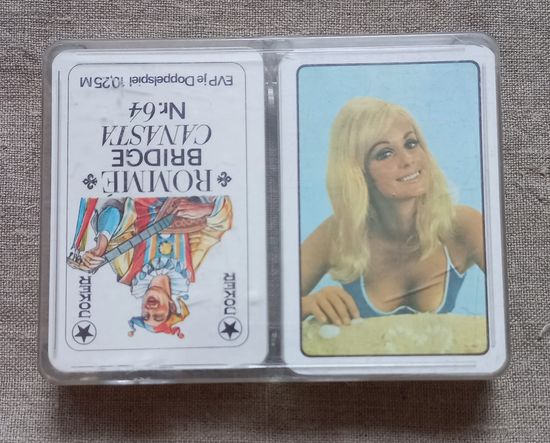 JOKER
JOKER
ROMME
BRIDGE
CANASTA
Nr. 64
EVP je Doppelspiel 10,25 M